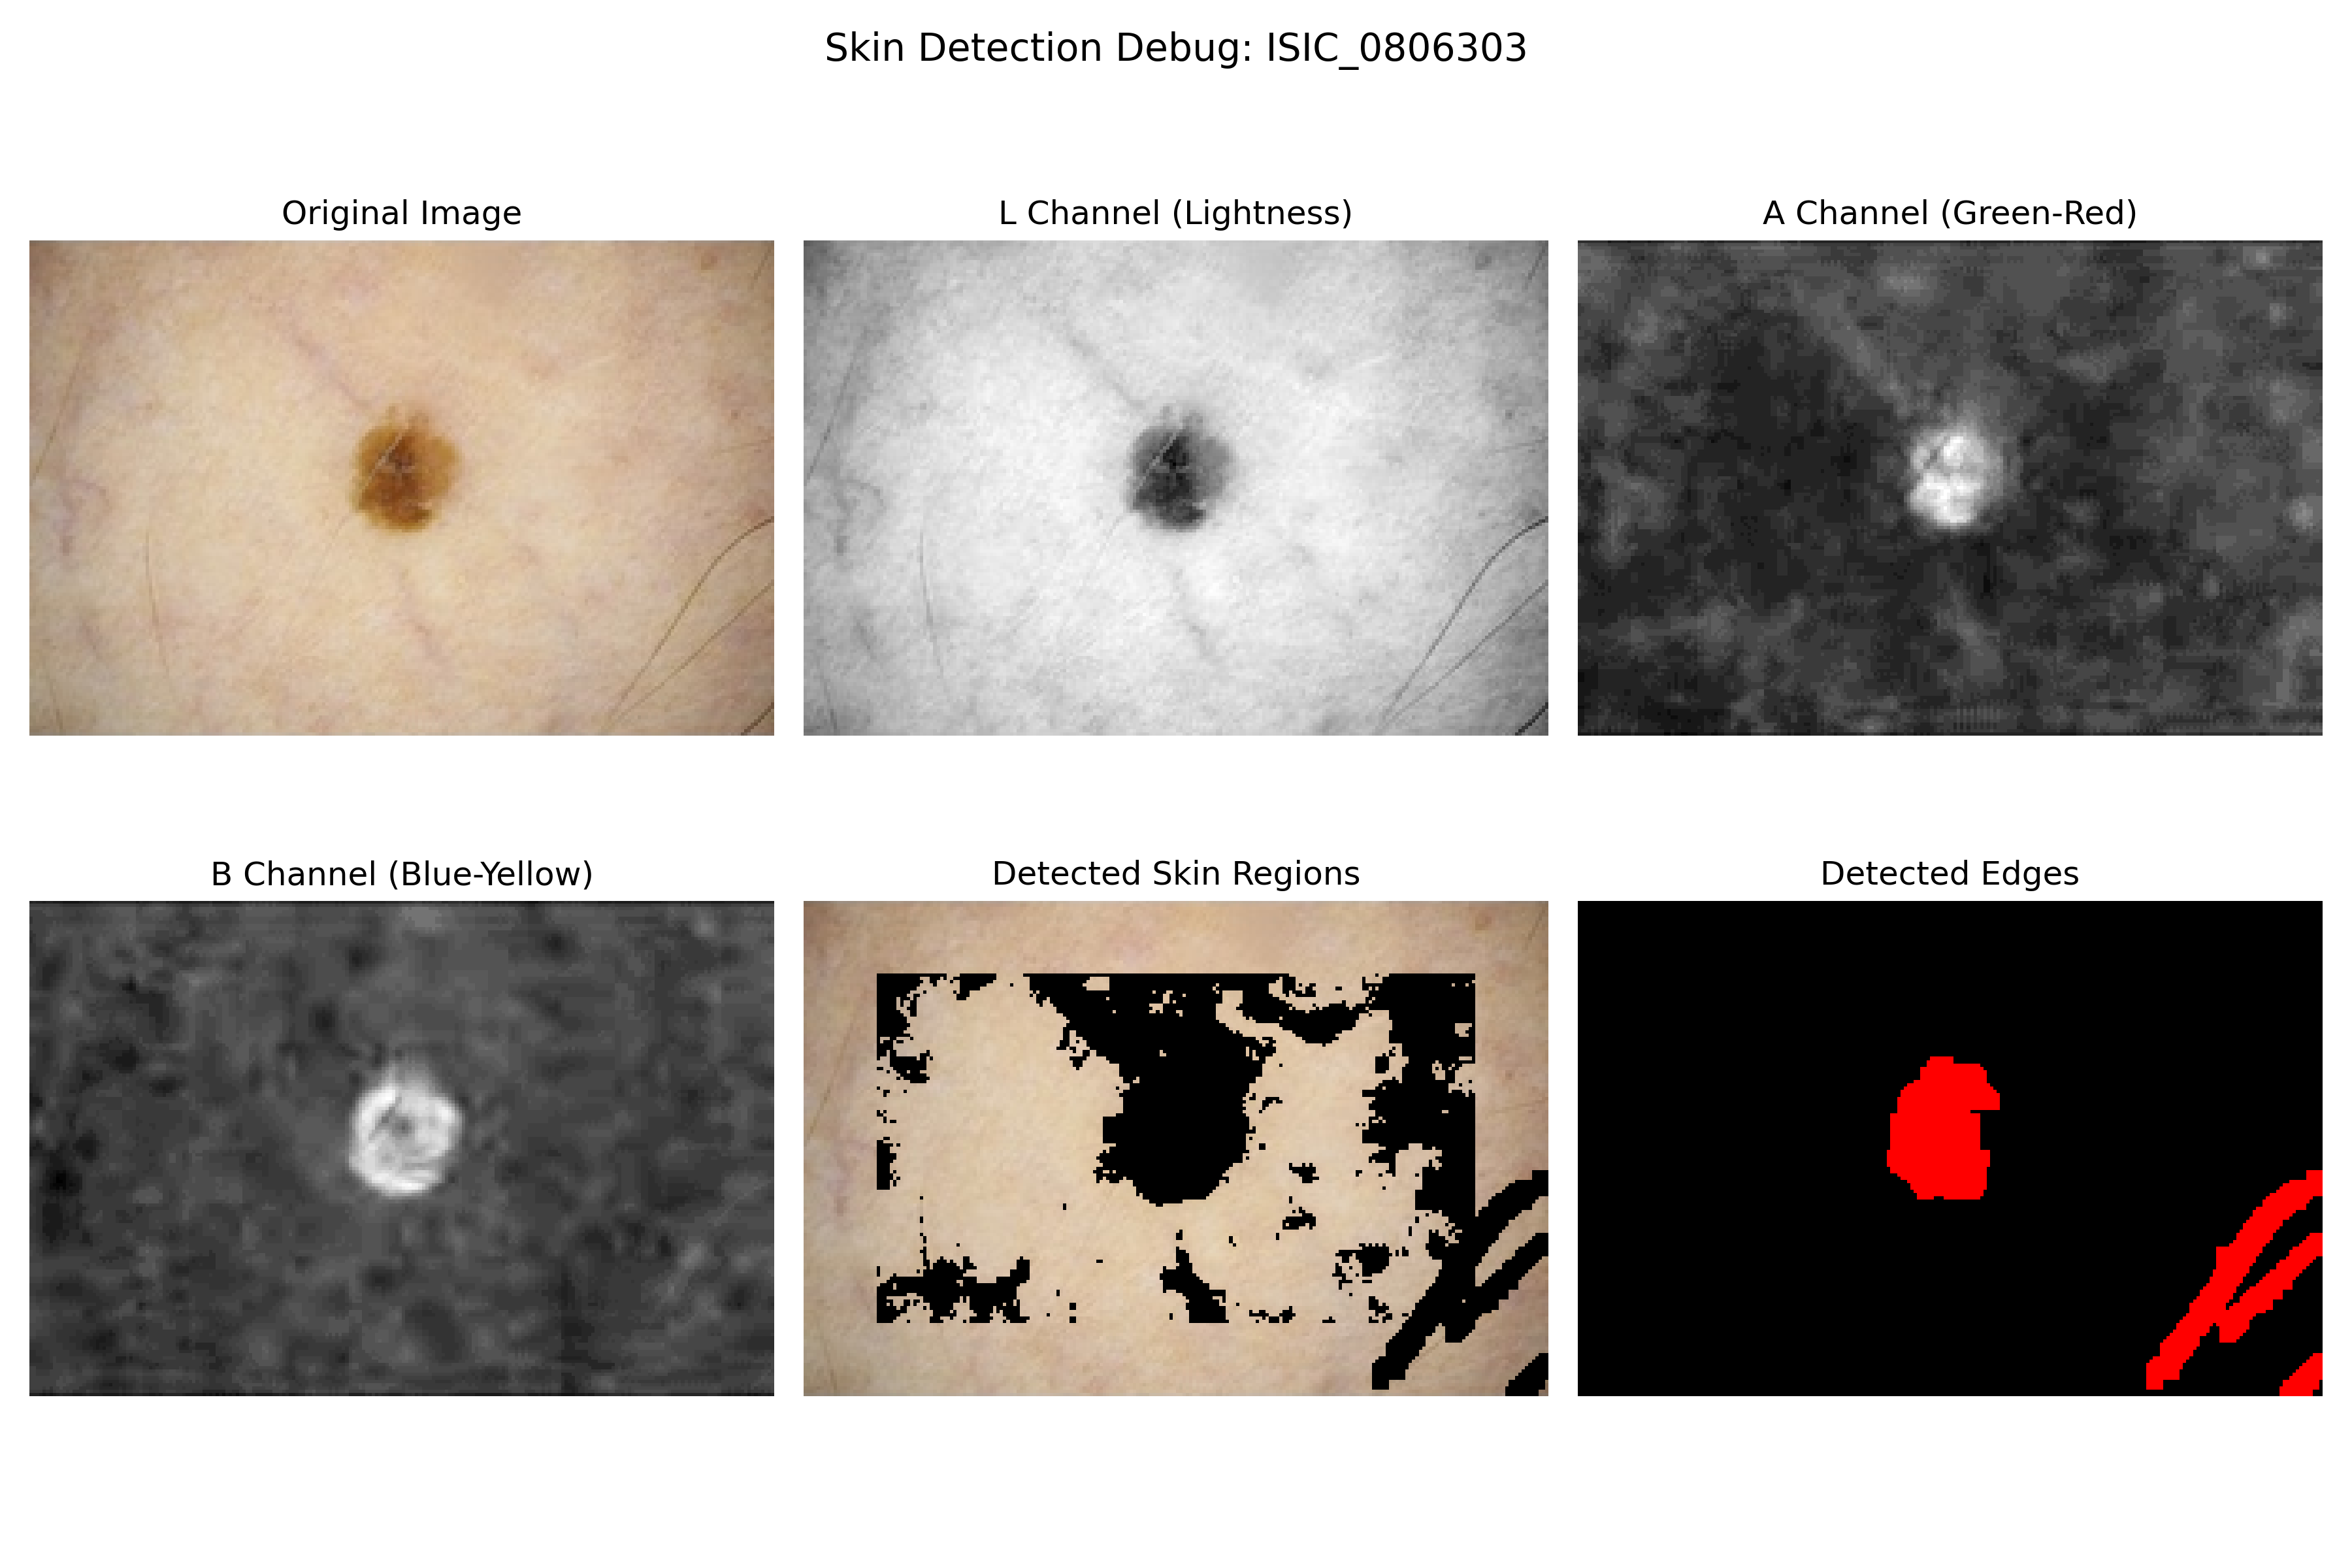 Skin Detection Debug: ISIC_0806303
Original Image
L Channel (Lightness)
A Channel (Green-Red)
B Channel (Blue-Yellow)
Detected Skin Regions
Detected Edges